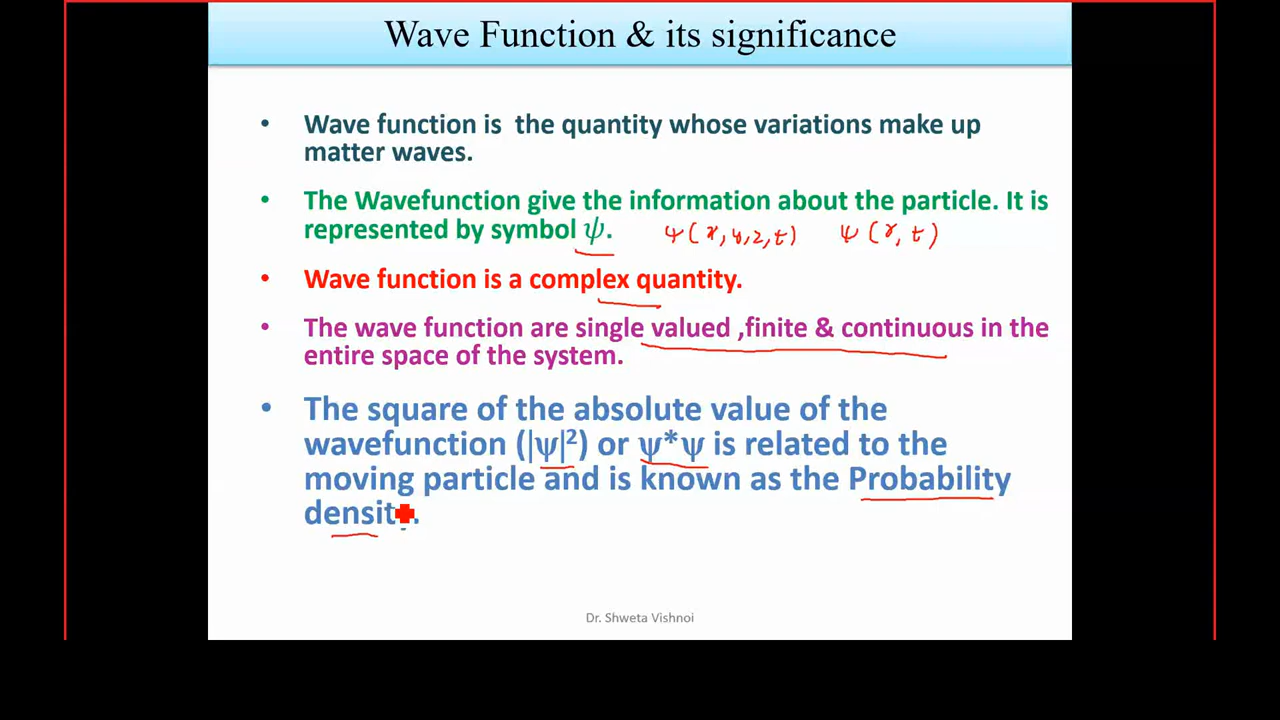 Wave Function & its significance
• Wave function is the quantity whose variations make up
matter waves.
• The Wavefunction give the information about the particle. It is
represented by symbol ψ. ψ(x,y,z,t) ψ(r,t)
• Wave function is a complex quantity.
• The wave function are single valued ,finite & continuous in the
entire space of the system.
• The square of the absolute value of the
wavefunction (|ψ|²) or ψ*ψ is related to the
moving particle and is known as the Probability
density.
Dr. Shweta Vishnoi